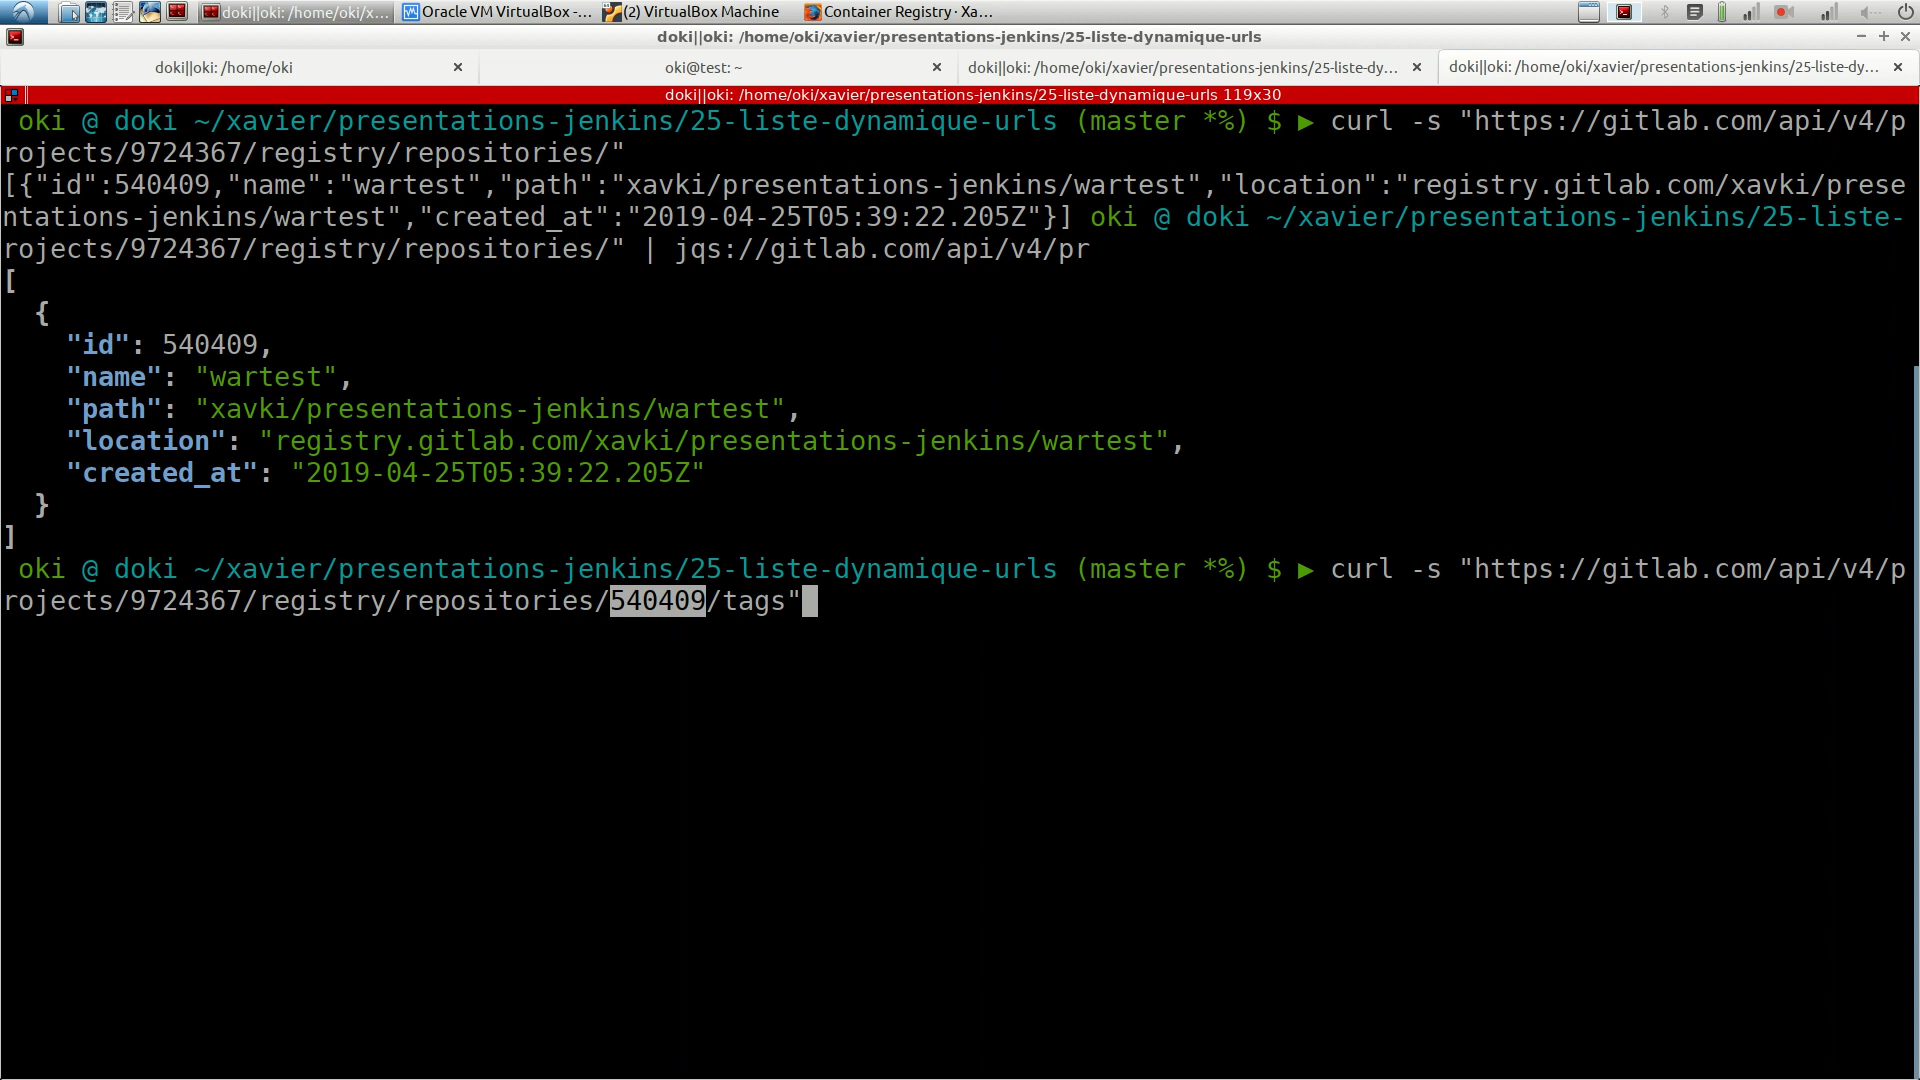 doki||oki: /home/oki/x...
Oracle VM VirtualBox -...
(2) VirtualBox Machine
Container Registry · Xa...
doki||oki: /home/oki/xavier/presentations-jenkins/25-liste-dynamique-urls
doki||oki: /home/oki
oki@test: ~
doki||oki: /home/oki/xavier/presentations-jenkins/25-liste-dy...
doki||oki: /home/oki/xavier/presentations-jenkins/25-liste-dy...
doki||oki: /home/oki/xavier/presentations-jenkins/25-liste-dynamique-urls 119x30
oki @ doki ~/xavier/presentations-jenkins/25-liste-dynamique-urls (master *%) $ ▶ curl -s "https://gitlab.com/api/v4/p
rojects/9724367/registry/repositories/"
[{"id":540409,"name":"wartest","path":"xavki/presentations-jenkins/wartest","location":"registry.gitlab.com/xavki/prese
ntations-jenkins/wartest","created_at":"2019-04-25T05:39:22.205Z"}] oki @ doki ~/xavier/presentations-jenkins/25-liste-
rojects/9724367/registry/repositories/" | jqs://gitlab.com/api/v4/pr
[
  {
    "id": 540409,
    "name": "wartest",
    "path": "xavki/presentations-jenkins/wartest",
    "location": "registry.gitlab.com/xavki/presentations-jenkins/wartest",
    "created_at": "2019-04-25T05:39:22.205Z"
  }
]
oki @ doki ~/xavier/presentations-jenkins/25-liste-dynamique-urls (master *%) $ ▶ curl -s "https://gitlab.com/api/v4/p
rojects/9724367/registry/repositories/540409/tags"